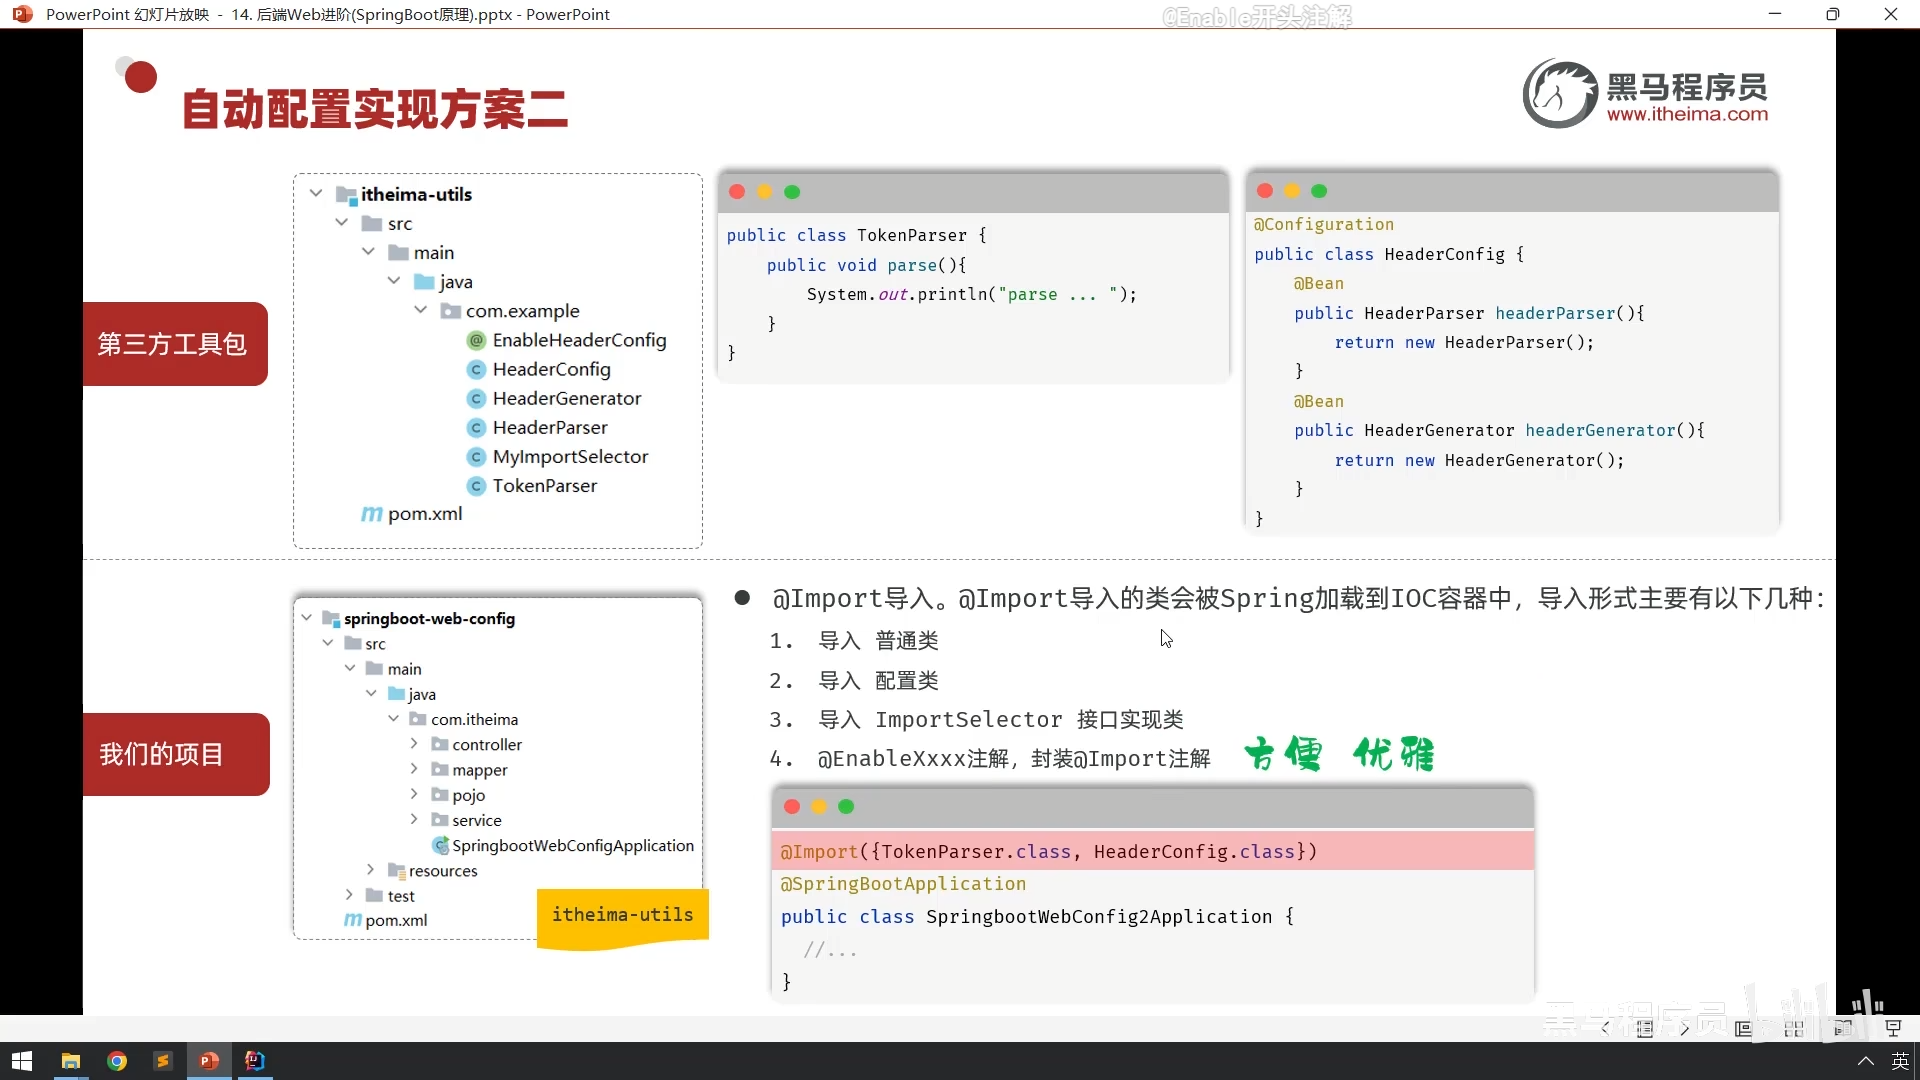 PowerPoint 幻灯片放映 - 14. 后端Web进阶(SpringBoot原理).pptx - PowerPoint
@Enable开头注解
自动配置实现方案二
黑马程序员
www.itheima.com
第三方工具包
itheima-utils
src
main
java
com.example
EnableHeaderConfig
HeaderConfig
HeaderGenerator
HeaderParser
MyImportSelector
TokenParser
pom.xml
public class TokenParser {
public void parse(){
System.out.println("parse ... ");
}
}
@Configuration
public class HeaderConfig {
@Bean
public HeaderParser headerParser(){
return new HeaderParser();
}
@Bean
public HeaderGenerator headerGenerator(){
return new HeaderGenerator();
}
}
我们的项目
springboot-web-config
src
main
java
com.itheima
controller
mapper
pojo
service
SpringbootWebConfigApplication
resources
test
pom.xml
itheima-utils
@Import导入。@Import导入的类会被Spring加载到IOC容器中，导入形式主要有以下几种：
1. 导入 普通类
2. 导入 配置类
3. 导入 ImportSelector 接口实现类
4. @EnableXxxx注解，封装@Import注解 方便 优雅
@Import({TokenParser.class, HeaderConfig.class})
@SpringBootApplication
public class SpringbootWebConfig2Application {
//...
}
黑马程序员
bilibili
英